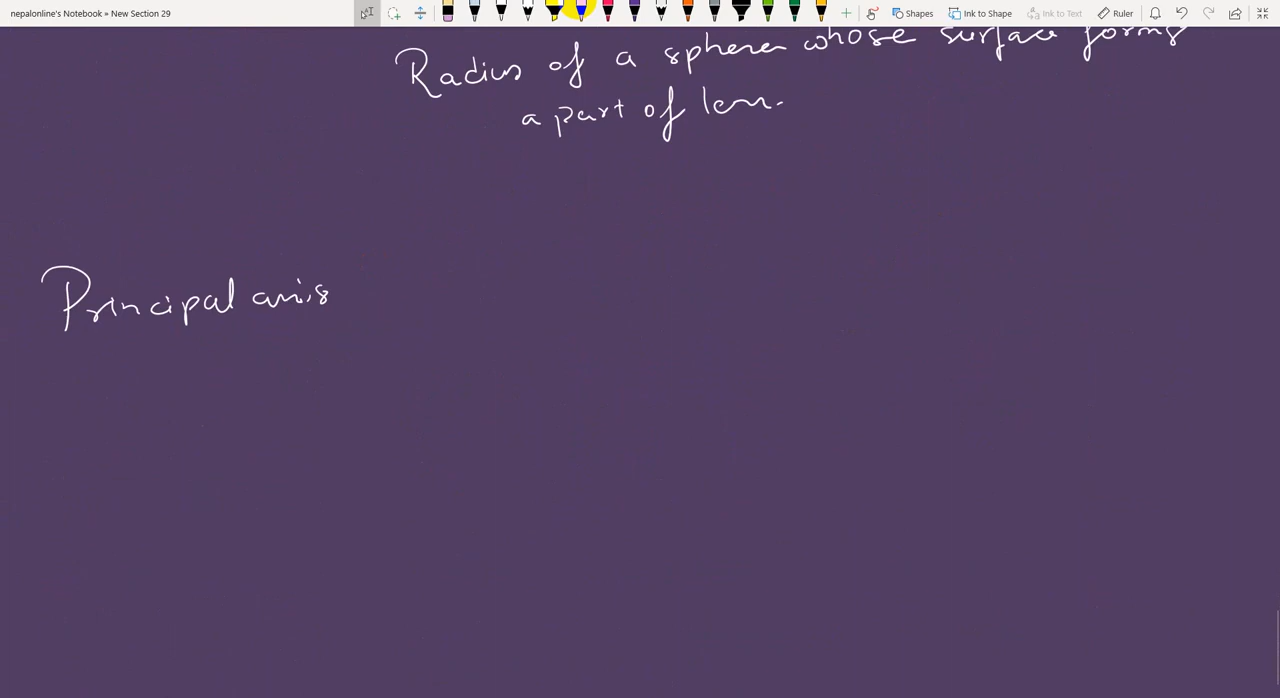 nepalonline's Notebook » New Section 29
Shapes
Ink to Shape
Ink to Text
Ruler
Radius of a sphere whose surface forms
a part of lens.
Principal axis